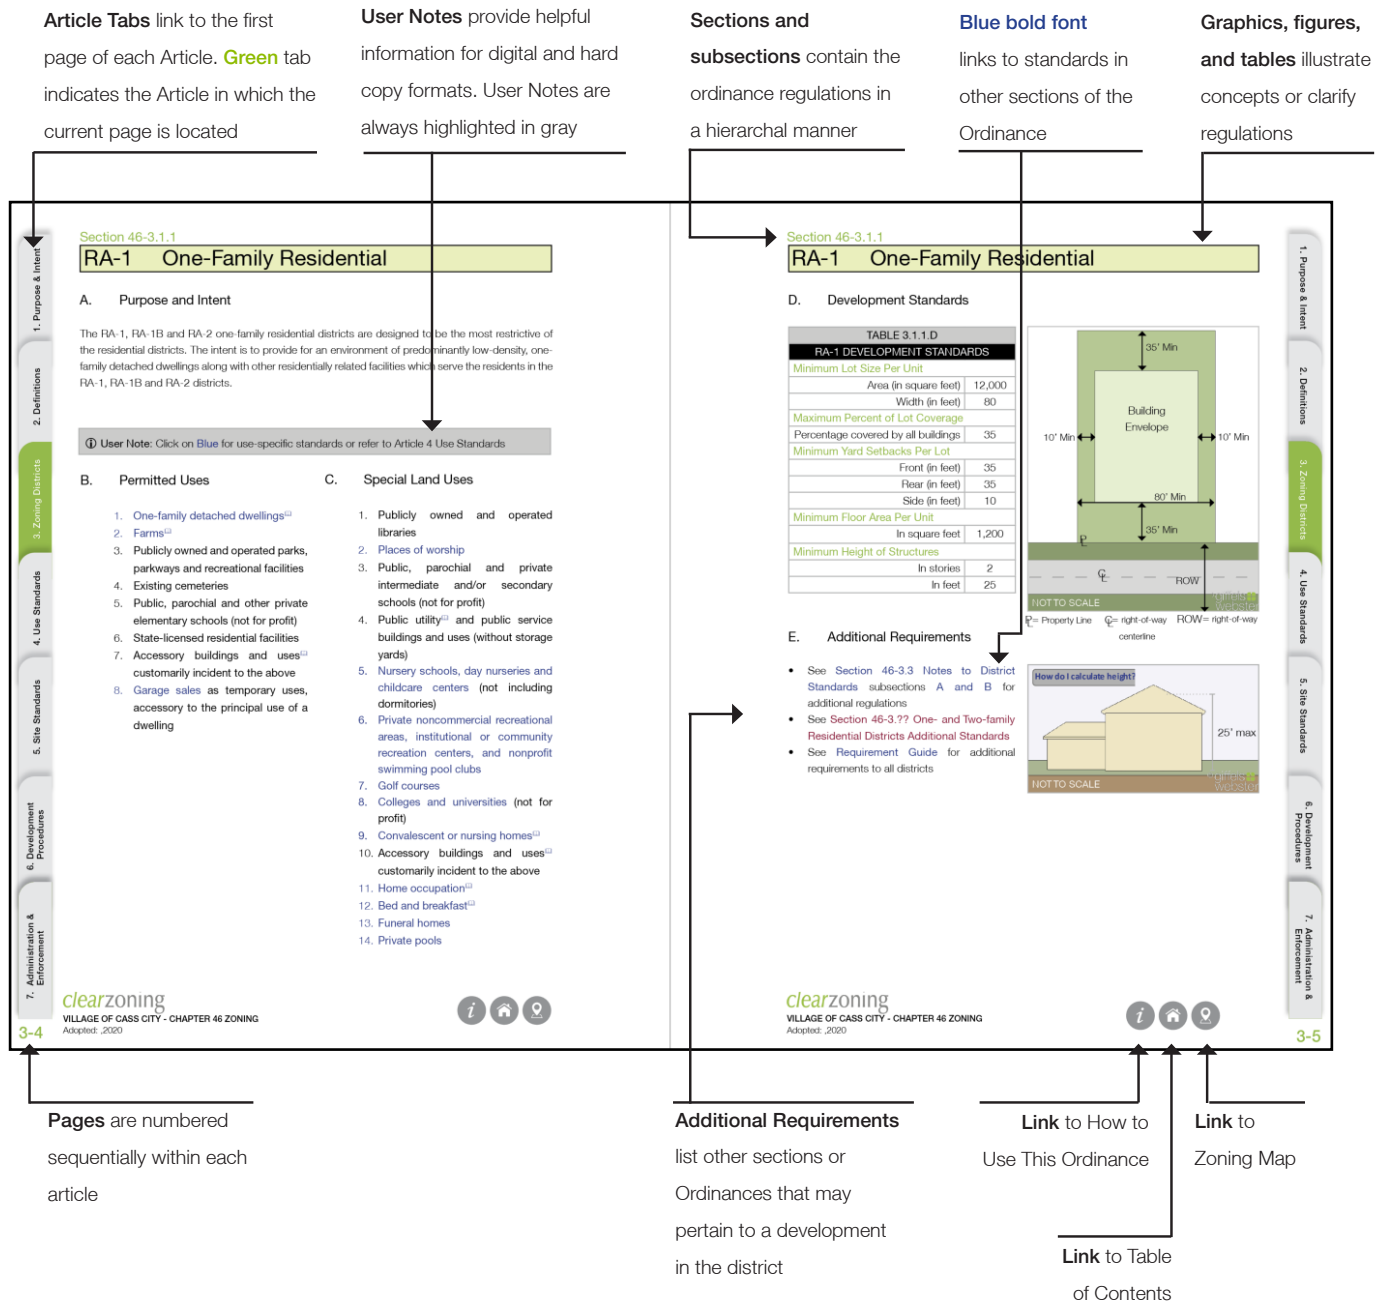 Article Tabs link to the first
page of each Article. Green tab
indicates the Article in which the
current page is located
User Notes provide helpful
information for digital and hard
copy formats. User Notes are
always highlighted in gray
Sections and
subsections contain the
ordinance regulations in
a hierarchal manner
Blue bold font
links to standards in
other sections of the
Ordinance
Graphics, figures,
and tables illustrate
concepts or clarify
regulations
1. Purpose & Intent
2. Definitions
3. Zoning Districts
4. Use Standards
5. Site Standards
6. Development
Procedures
7. Administration &
Enforcement
Section 46-3.1.1
RA-1 One-Family Residential
A. Purpose and Intent
The RA-1, RA-1B and RA-2 one-family residential districts are designed to be the most restrictive of
the residential districts. The intent is to provide for an environment of predominantly low-density, one-
family detached dwellings along with other residentially related facilities which serve the residents in the
RA-1, RA-1B and RA-2 districts.
User Note: Click on Blue for use-specific standards or refer to Article 4 Use Standards
B. Permitted Uses
1. One-family detached dwellings
2. Farms
3. Publicly owned and operated parks,
parkways and recreational facilities
4. Existing cemeteries
5. Public, parochial and other private
elementary schools (not for profit)
6. State-licensed residential facilities
7. Accessory buildings and uses
customarily incident to the above
8. Garage sales as temporary uses,
accessory to the principal use of a
dwelling
C. Special Land Uses
1. Publicly owned and operated
libraries
2. Places of worship
3. Public, parochial and private
intermediate and/or secondary
schools (not for profit)
4. Public utility and public service
buildings and uses (without storage
yards)
5. Nursery schools, day nurseries and
childcare centers (not including
dormitories)
6. Private noncommercial recreational
areas, institutional or community
recreation centers, and nonprofit
swimming pool clubs
7. Golf courses
8. Colleges and universities (not for
profit)
9. Convalescent or nursing homes
10. Accessory buildings and uses
customarily incident to the above
11. Home occupation
12. Bed and breakfast
13. Funeral homes
14. Private pools
clearzoning
VILLAGE OF CASS CITY - CHAPTER 46 ZONING
Adopted: ,2020
i
3-4
Section 46-3.1.1
RA-1 One-Family Residential
D. Development Standards
TABLE 3.1.1.D
RA-1 DEVELOPMENT STANDARDS
Minimum Lot Size Per Unit
Area (in square feet) 12,000
Width (in feet) 80
Maximum Percent of Lot Coverage
Percentage covered by all buildings 35
Minimum Yard Setbacks Per Lot
Front (in feet) 35
Rear (in feet) 35
Side (in feet) 10
Minimum Floor Area Per Unit
In square feet 1,200
Minimum Height of Structures
In stories 2
In feet 25
35' Min
Building
Envelope
10' Min
10' Min
80' Min
35' Min
PL
CL
ROW
NOT TO SCALE
giffels
webster
PL= Property Line CL= right-of-way ROW= right-of-way
centerline
E. Additional Requirements
• See Section 46-3.3 Notes to District
Standards subsections A and B for
additional regulations
• See Section 46-3.?? One- and Two-family
Residential Districts Additional Standards
• See Requirement Guide for additional
requirements to all districts
How do I calculate height?
25' max
NOT TO SCALE
giffels
webster
1. Purpose & Intent
2. Definitions
3. Zoning Districts
4. Use Standards
5. Site Standards
6. Development
Procedures
7. Administration &
Enforcement
clearzoning
VILLAGE OF CASS CITY - CHAPTER 46 ZONING
Adopted: ,2020
i
3-5
Pages are numbered
sequentially within each
article
Additional Requirements
list other sections or
Ordinances that may
pertain to a development
in the district
Link to How to
Use This Ordinance
Link to
Zoning Map
Link to Table
of Contents